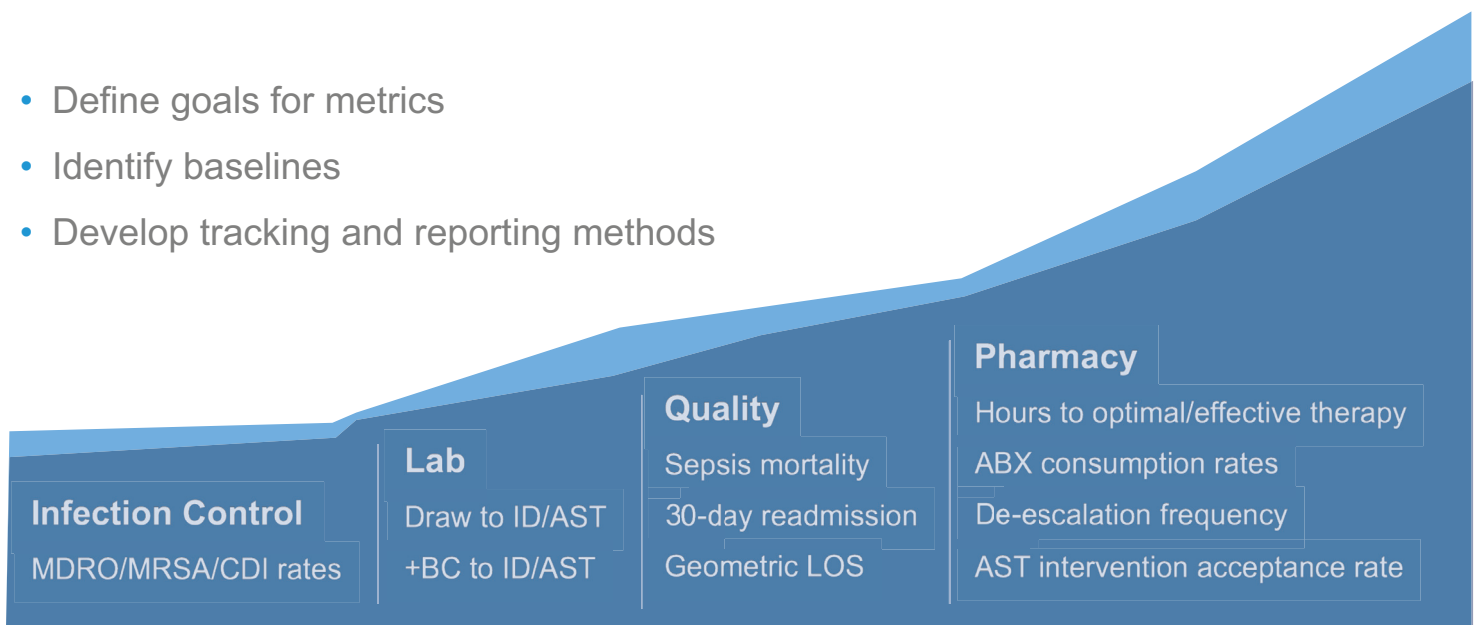 • Define goals for metrics
• Identify baselines
• Develop tracking and reporting methods
Infection Control
MDRO/MRSA/CDI rates
Lab
Draw to ID/AST
+BC to ID/AST
Quality
Sepsis mortality
30-day readmission
Geometric LOS
Pharmacy
Hours to optimal/effective therapy
ABX consumption rates
De-escalation frequency
AST intervention acceptance rate